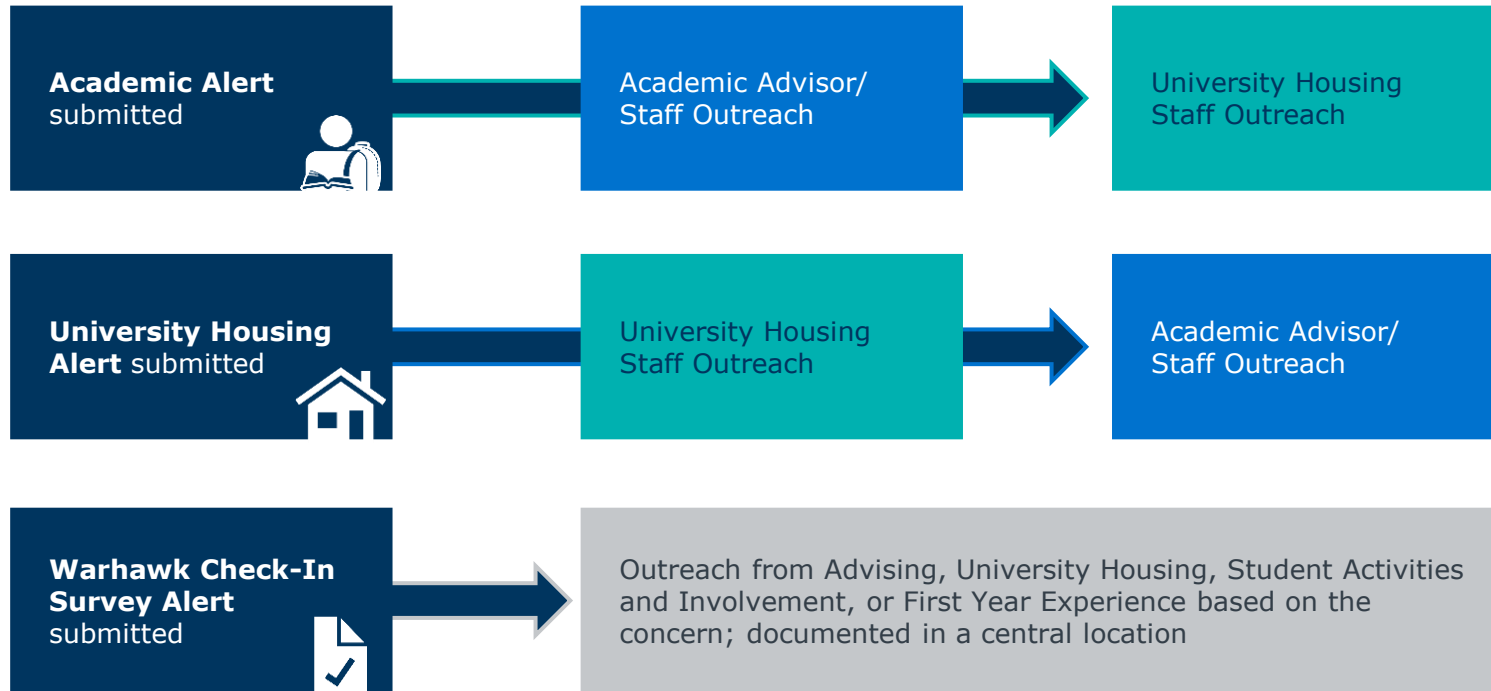 Academic Alert
submitted
Academic Advisor/
Staff Outreach
University Housing
Staff Outreach
University Housing
Alert submitted
University Housing
Staff Outreach
Academic Advisor/
Staff Outreach
Warhawk Check-In
Survey Alert
submitted
Outreach from Advising, University Housing, Student Activities
and Involvement, or First Year Experience based on the
concern; documented in a central location